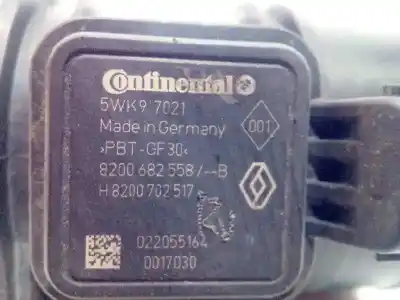 Continental
5WK9 7021
Made in Germany
001
>PBT-GF30<
8200 682 558/--B
H 8200 702 517
022055164
0017030